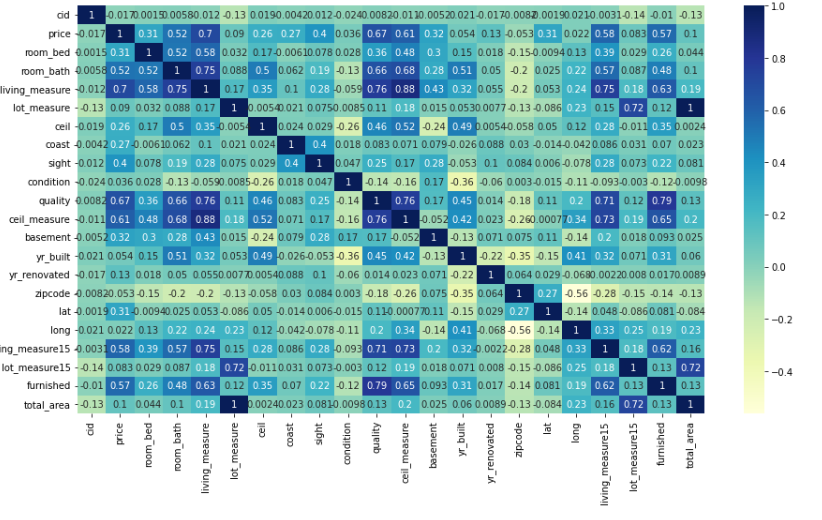 cid 1 -0.017 0.0015 0.0058 0.012 -0.13 0.019 0.0042 0.012 -0.024 0.0082 -0.011 -0.0052 0.021 -0.017 0.0082 0.0019 0.021 0.0031 -0.14 -0.01 -0.13
price -0.017 1 0.31 0.52 0.7 0.09 0.26 0.27 0.4 0.036 0.67 0.61 0.32 0.054 0.13 -0.053 0.31 0.022 0.58 0.083 0.57 0.1
room_bed 0.0015 0.31 1 0.52 0.58 0.032 0.17 -0.0061 0.078 0.028 0.36 0.48 0.3 0.15 0.018 -0.15 -0.0094 0.13 0.39 0.029 0.26 0.044
room_bath 0.0058 0.52 0.52 1 0.75 0.088 0.5 0.062 0.19 -0.13 0.66 0.68 0.28 0.51 0.05 -0.2 0.025 0.22 0.57 0.087 0.48 0.1
living_measure -0.012 0.7 0.58 0.75 1 0.17 0.35 0.1 0.28 -0.059 0.76 0.88 0.43 0.32 0.055 -0.2 0.053 0.24 0.75 0.18 0.63 0.19
lot_measure -0.13 0.09 0.032 0.088 0.17 1 0.0054 0.021 0.075 -0.0085 0.11 0.18 0.015 0.053 0.0077 -0.13 -0.086 0.23 0.15 0.72 0.13 1
ceil -0.019 0.26 0.17 0.5 0.35 -0.0054 1 0.024 0.029 -0.26 0.46 0.52 -0.24 0.49 0.0054 -0.058 0.05 0.12 0.28 -0.011 0.35 0.0024
coast 0.0042 0.27 -0.0061 0.062 0.1 0.021 0.024 1 0.4 0.018 0.083 0.071 0.079 -0.026 0.088 0.03 -0.014 -0.042 0.086 0.031 0.07 0.023
sight -0.012 0.4 0.078 0.19 0.28 0.075 0.029 0.4 1 0.047 0.25 0.17 0.28 -0.053 0.1 0.084 0.006 -0.078 0.28 0.073 0.22 0.081
condition -0.024 0.036 0.028 -0.13 -0.059 0.0085 -0.26 0.018 0.047 1 -0.14 -0.16 0.17 -0.36 -0.06 0.003 -0.015 -0.11 -0.093 -0.003 -0.12 -0.0098
quality 0.0082 0.67 0.36 0.66 0.76 0.11 0.46 0.083 0.25 -0.14 1 0.76 0.17 0.45 0.014 -0.18 0.11 0.2 0.71 0.12 0.79 0.13
ceil_measure -0.011 0.61 0.48 0.68 0.88 0.18 0.52 0.071 0.17 -0.16 0.76 1 -0.052 0.42 0.023 -0.26 0.00077 0.34 0.73 0.19 0.65 0.2
basement -0.0052 0.32 0.3 0.28 0.43 0.015 -0.24 0.079 0.28 0.17 0.17 -0.052 1 -0.13 0.071 0.075 0.11 -0.14 0.2 0.018 0.093 0.025
yr_built -0.021 0.054 0.15 0.51 0.32 0.053 0.49 -0.026 -0.053 -0.36 0.45 0.42 -0.13 1 -0.22 -0.35 -0.15 0.41 0.32 0.071 0.31 0.06
yr_renovated -0.017 0.13 0.018 0.05 0.055 0.0077 0.0054 0.088 0.1 -0.06 0.014 0.023 0.071 -0.22 1 0.064 0.029 -0.068 0.0022 0.008 0.017 0.0089
zipcode -0.0082 -0.053 -0.15 -0.2 -0.2 -0.13 -0.058 0.03 0.084 0.003 -0.18 -0.26 0.075 -0.35 0.064 1 0.27 -0.56 -0.28 -0.15 -0.14 -0.13
lat -0.0019 0.31 -0.0094 0.025 0.053 -0.086 0.05 -0.014 0.006 -0.015 0.11 -0.00077 0.11 -0.15 0.029 0.27 1 -0.14 0.048 -0.086 0.081 -0.084
long -0.021 0.022 0.13 0.22 0.24 0.23 0.12 -0.042 -0.078 -0.11 0.2 0.34 -0.14 0.41 -0.068 -0.56 -0.14 1 0.33 0.25 0.19 0.23
ng_measure15 -0.0031 0.58 0.39 0.57 0.75 0.15 0.28 0.086 0.28 -0.093 0.71 0.73 0.2 0.32 -0.0022 -0.28 0.048 0.33 1 0.18 0.62 0.16
lot_measure15 -0.14 0.083 0.029 0.087 0.18 0.72 -0.011 0.031 0.073 -0.003 0.12 0.19 0.018 0.071 0.008 -0.15 -0.086 0.25 0.18 1 0.13 0.72
furnished -0.01 0.57 0.26 0.48 0.63 0.12 0.35 0.07 0.22 -0.12 0.79 0.65 0.093 0.31 0.017 -0.14 0.081 0.19 0.62 0.13 1 0.13
total_area -0.13 0.1 0.044 0.1 0.19 1 0.0024 0.023 0.081 -0.0098 0.13 0.2 0.025 0.06 0.0089 -0.13 -0.084 0.23 0.16 0.72 0.13 1
cid
price
room_bed
room_bath
living_measure
lot_measure
ceil
coast
sight
condition
quality
ceil_measure
basement
yr_built
yr_renovated
zipcode
lat
long
living_measure15
lot_measure15
furnished
total_area
1.0
0.8
0.6
0.4
0.2
0.0
−0.2
−0.4